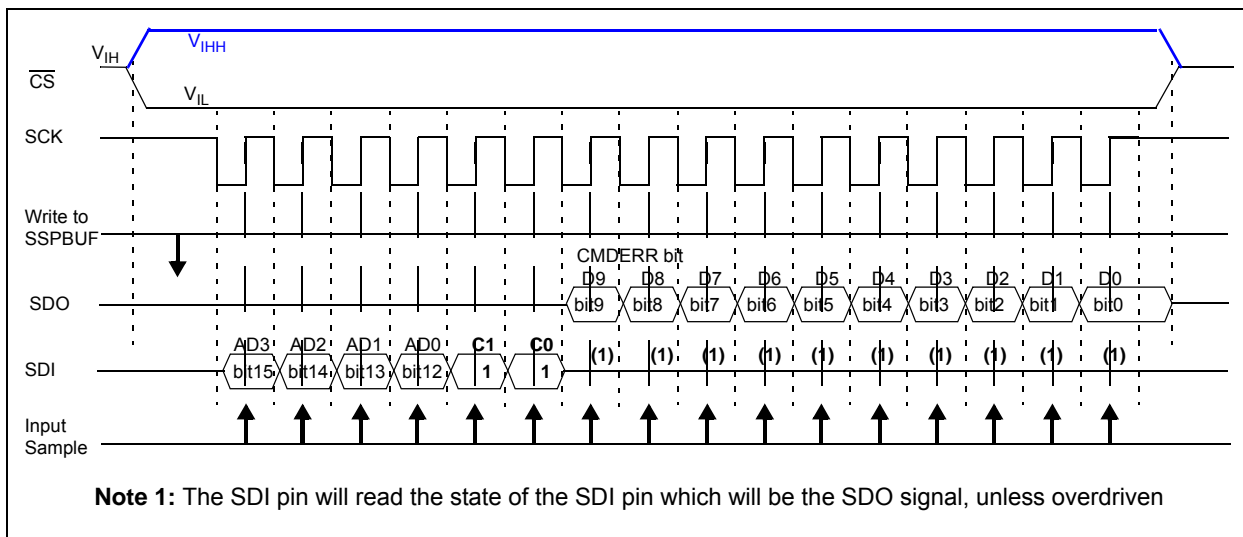 V_IH
V_IHH
CS
V_IL
SCK
Write to
SSPBUF
CMDERR bit
D9 D8 D7 D6 D5 D4 D3 D2 D1 D0
SDO bit9 bit8 bit7 bit6 bit5 bit4 bit3 bit2 bit1 bit0
AD3 AD2 AD1 AD0 C1 C0 (1) (1) (1) (1) (1) (1) (1) (1) (1) (1)
SDI bit15 bit14 bit13 bit12 1 1
Input
Sample
Note 1: The SDI pin will read the state of the SDI pin which will be the SDO signal, unless overdriven